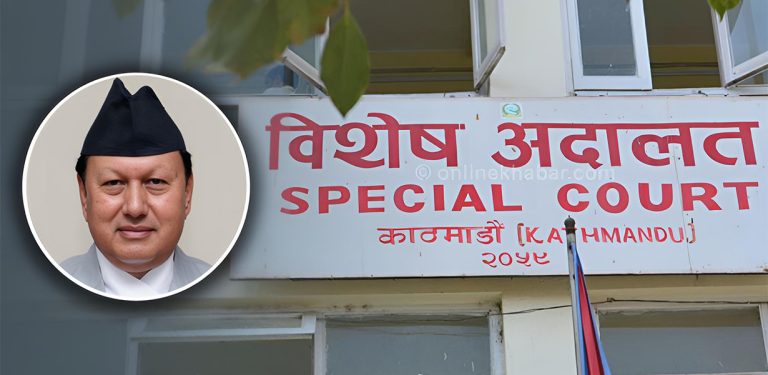 विशेष अदालत
© onlinekhabar.com
SPECIAL COURT
काठमाडौं (KATHMANDU)
२०५९